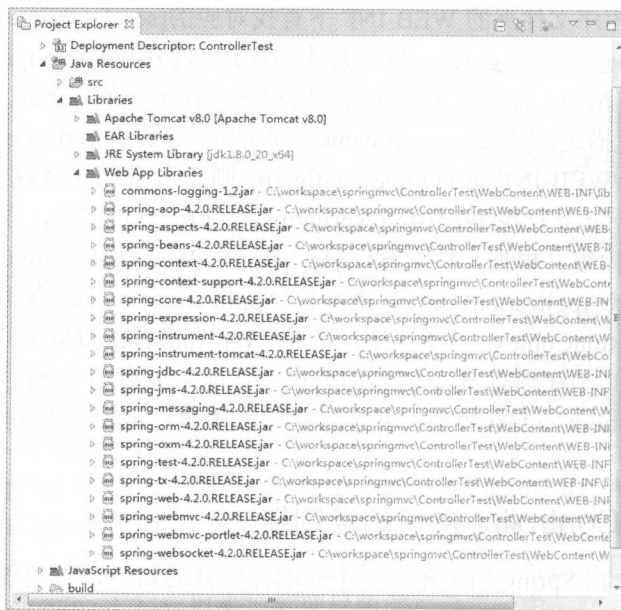 Project Explorer
Deployment Descriptor: ControllerTest
Java Resources
src
Libraries
Apache Tomcat v8.0 [Apache Tomcat v8.0]
EAR Libraries
JRE System Library [jdk1.8.0_20_x64]
Web App Libraries
commons-logging-1.2.jar - C:\workspace\springmvc\ControllerTest\WebContent\WEB-INF\lib
spring-aop-4.2.0.RELEASE.jar - C:\workspace\springmvc\ControllerTest\WebContent\WEB-INF
spring-aspects-4.2.0.RELEASE.jar - C:\workspace\springmvc\ControllerTest\WebContent\WEB-
spring-beans-4.2.0.RELEASE.jar - C:\workspace\springmvc\ControllerTest\WebContent\WEB-I
spring-context-4.2.0.RELEASE.jar - C:\workspace\springmvc\ControllerTest\WebContent\WEB-
spring-context-support-4.2.0.RELEASE.jar - C:\workspace\springmvc\ControllerTest\WebContr
spring-core-4.2.0.RELEASE.jar - C:\workspace\springmvc\ControllerTest\WebContent\WEB-IN
spring-expression-4.2.0.RELEASE.jar - C:\workspace\springmvc\ControllerTest\WebContent\W
spring-instrument-4.2.0.RELEASE.jar - C:\workspace\springmvc\ControllerTest\WebContent\W
spring-instrument-tomcat-4.2.0.RELEASE.jar - C:\workspace\springmvc\ControllerTest\WebCo
spring-jdbc-4.2.0.RELEASE.jar - C:\workspace\springmvc\ControllerTest\WebContent\WEB-INF
spring-jms-4.2.0.RELEASE.jar - C:\workspace\springmvc\ControllerTest\WebContent\WEB-INF
spring-messaging-4.2.0.RELEASE.jar - C:\workspace\springmvc\ControllerTest\WebContent\W
spring-orm-4.2.0.RELEASE.jar - C:\workspace\springmvc\ControllerTest\WebContent\WEB-INI
spring-oxm-4.2.0.RELEASE.jar - C:\workspace\springmvc\ControllerTest\WebContent\WEB-INI
spring-test-4.2.0.RELEASE.jar - C:\workspace\springmvc\ControllerTest\WebContent\WEB-INF
spring-tx-4.2.0.RELEASE.jar - C:\workspace\springmvc\ControllerTest\WebContent\WEB-INF\li
spring-web-4.2.0.RELEASE.jar - C:\workspace\springmvc\ControllerTest\WebContent\WEB-INI
spring-webmvc-4.2.0.RELEASE.jar - C:\workspace\springmvc\ControllerTest\WebContent\WEB
spring-webmvc-portlet-4.2.0.RELEASE.jar - C:\workspace\springmvc\ControllerTest\WebConte
spring-websocket-4.2.0.RELEASE.jar - C:\workspace\springmvc\ControllerTest\WebContent\W
JavaScript Resources
build